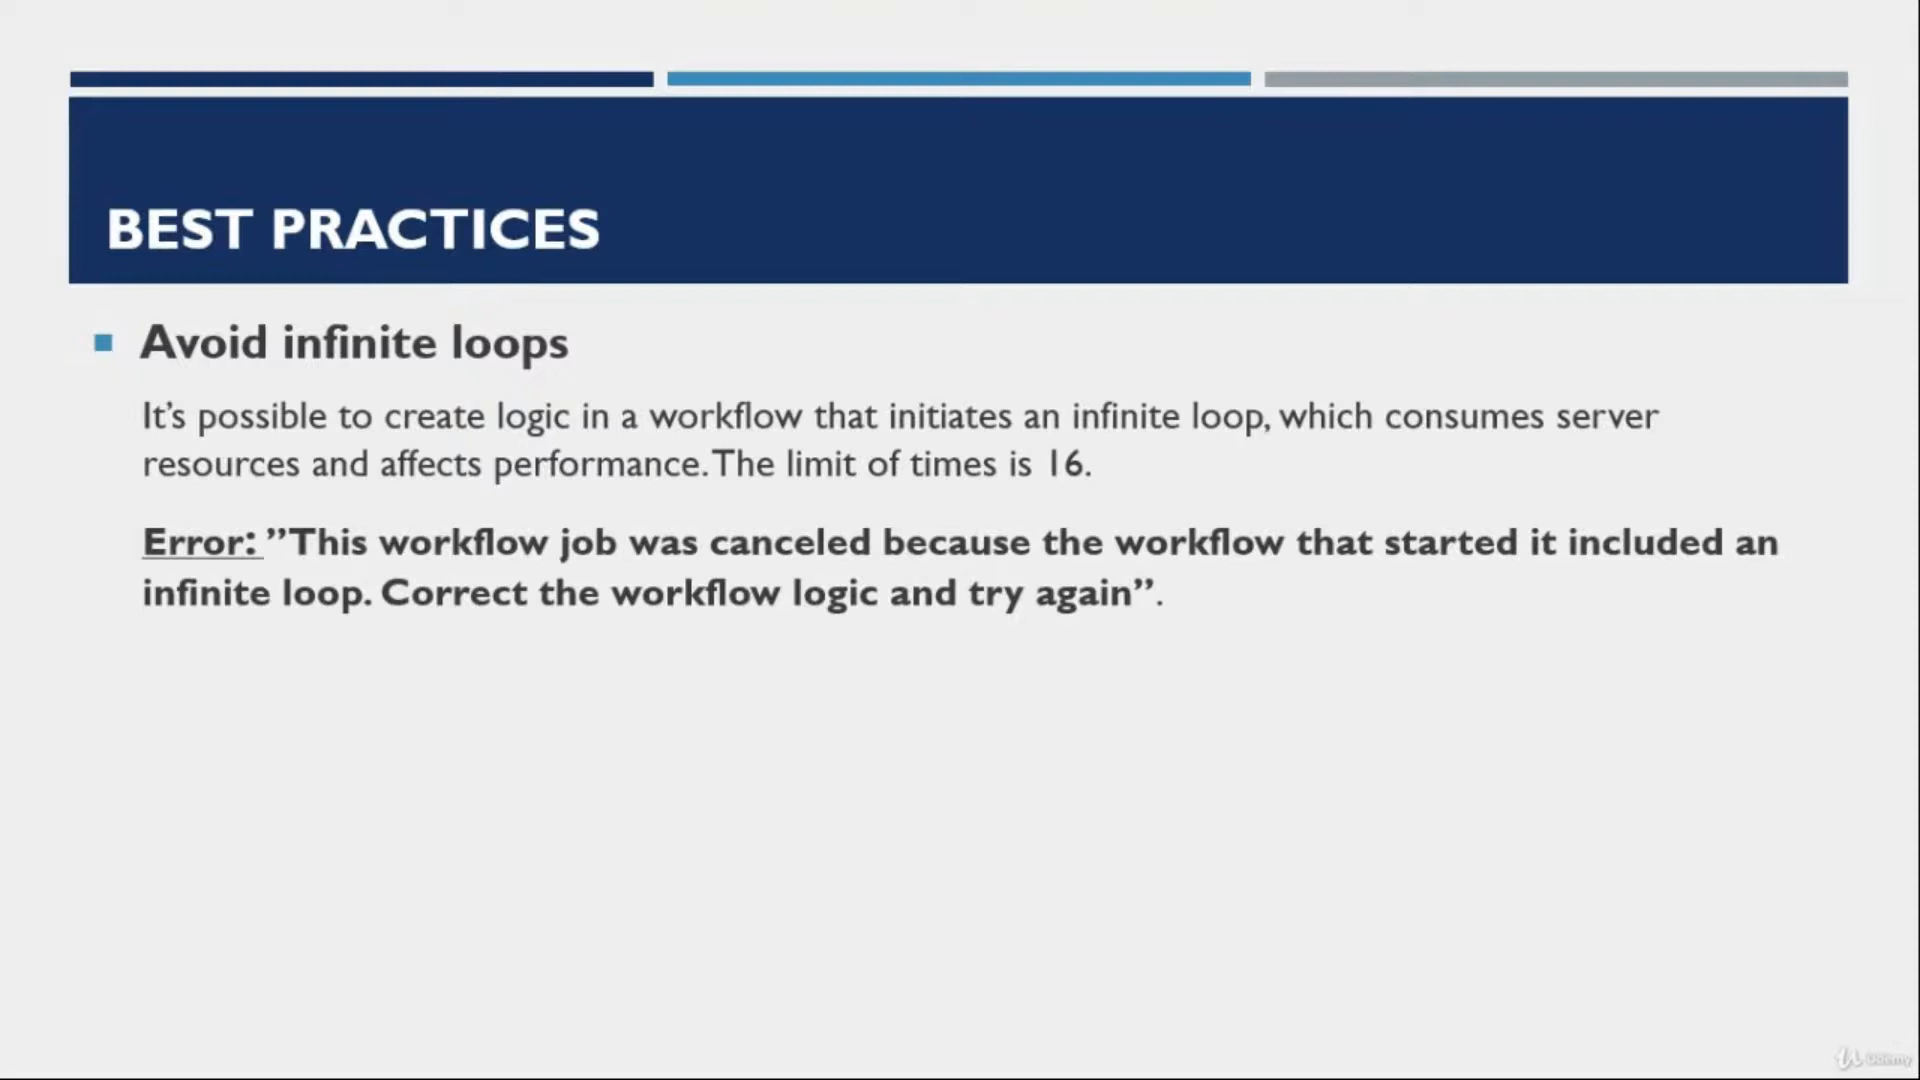 BEST PRACTICES
Avoid infinite loops
It’s possible to create logic in a workflow that initiates an infinite loop, which consumes server
resources and affects performance. The limit of times is 16.
Error: ”This workflow job was canceled because the workflow that started it included an
infinite loop. Correct the workflow logic and try again”.
Udemy